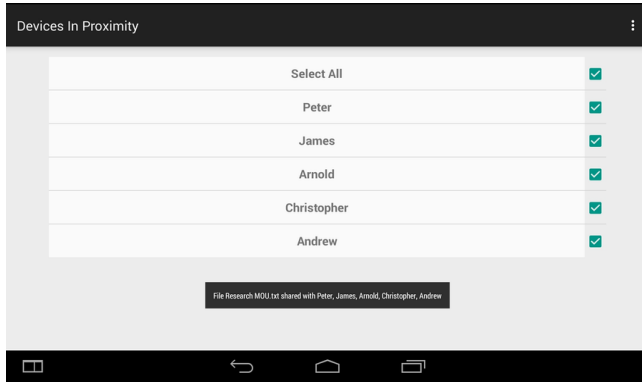 Devices In Proximity
Select All
Peter
James
Arnold
Christopher
Andrew
File Research MOU.txt shared with Peter, James, Arnold, Christopher, Andrew